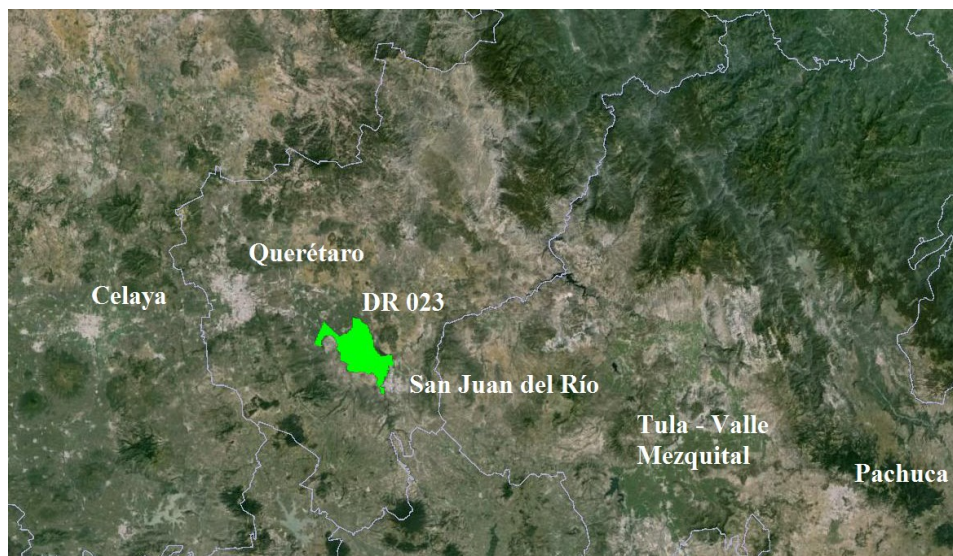 Querétaro
Celaya
DR 023
San Juan del Río
Tula - Valle
Mezquital
Pachuca